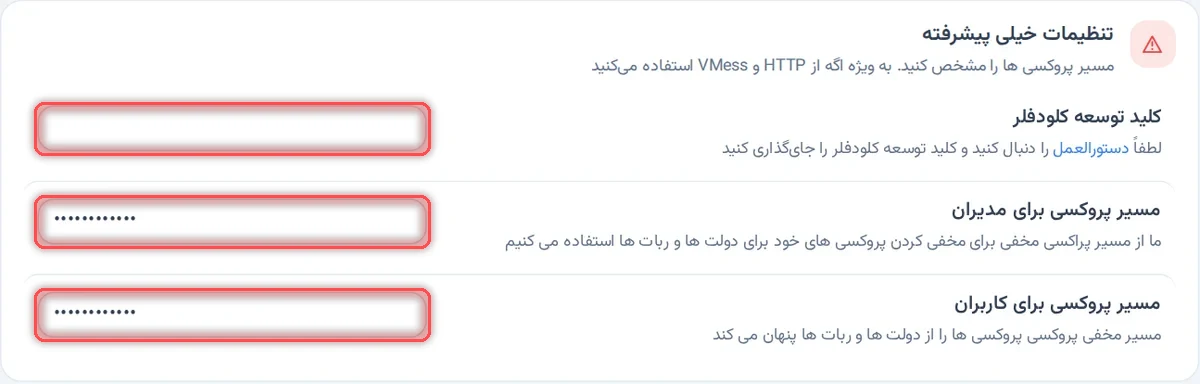 تنظیمات خیلی پیشرفته
مسیر پروکسی ها را مشخص کنید. به ویژه اگه از HTTP و VMess استفاده می‌کنید
کلید توسعه کلودفلر
لطفاً دستورالعمل را دنبال کنید و کلید توسعه کلودفلر را جای‌گذاری کنید
مسیر پروکسی برای مدیران
ما از مسیر پراکسی مخفی برای مخفی کردن پروکسی های خود برای دولت ها و ربات ها استفاده می کنیم
••••••••••••
مسیر پروکسی برای کاربران
مسیر مخفی پروکسی پروکسی ها را از دولت ها و ربات ها پنهان می کند
••••••••••••